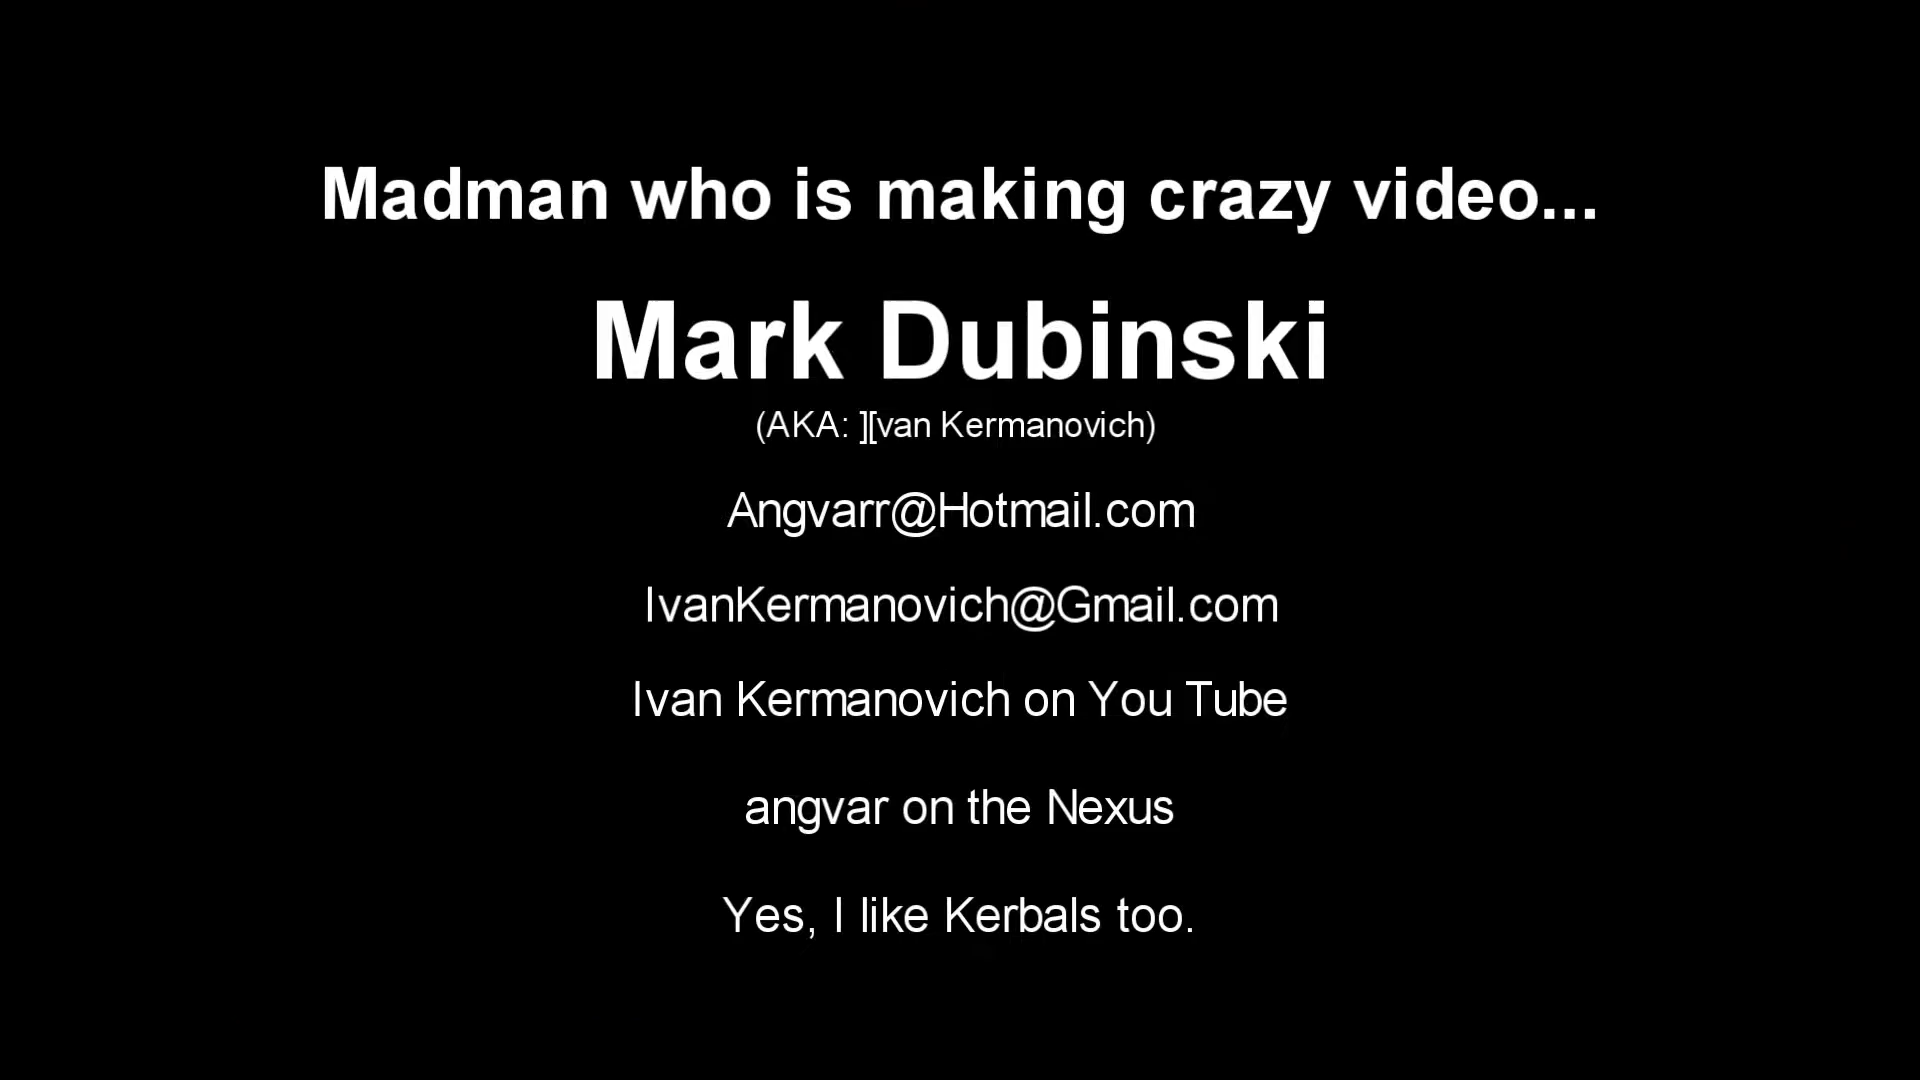 Madman who is making crazy video...
Mark Dubinski
(AKA: ][van Kermanovich)
Angvarr@Hotmail.com
IvanKermanovich@Gmail.com
Ivan Kermanovich on You Tube
angvar on the Nexus
Yes, I like Kerbals too.